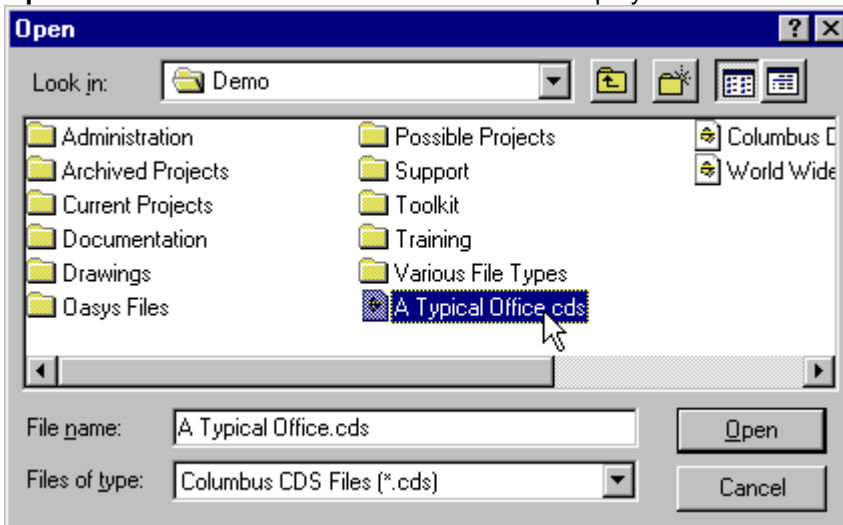 Open
Look in: Demo
Administration Possible Projects Columbus D
Archived Projects Support World Wide
Current Projects Toolkit
Documentation Training
Drawings Various File Types
Oasys Files A Typical Office.cds
File name: A Typical Office.cds Open
Files of type: Columbus CDS Files (*.cds) Cancel